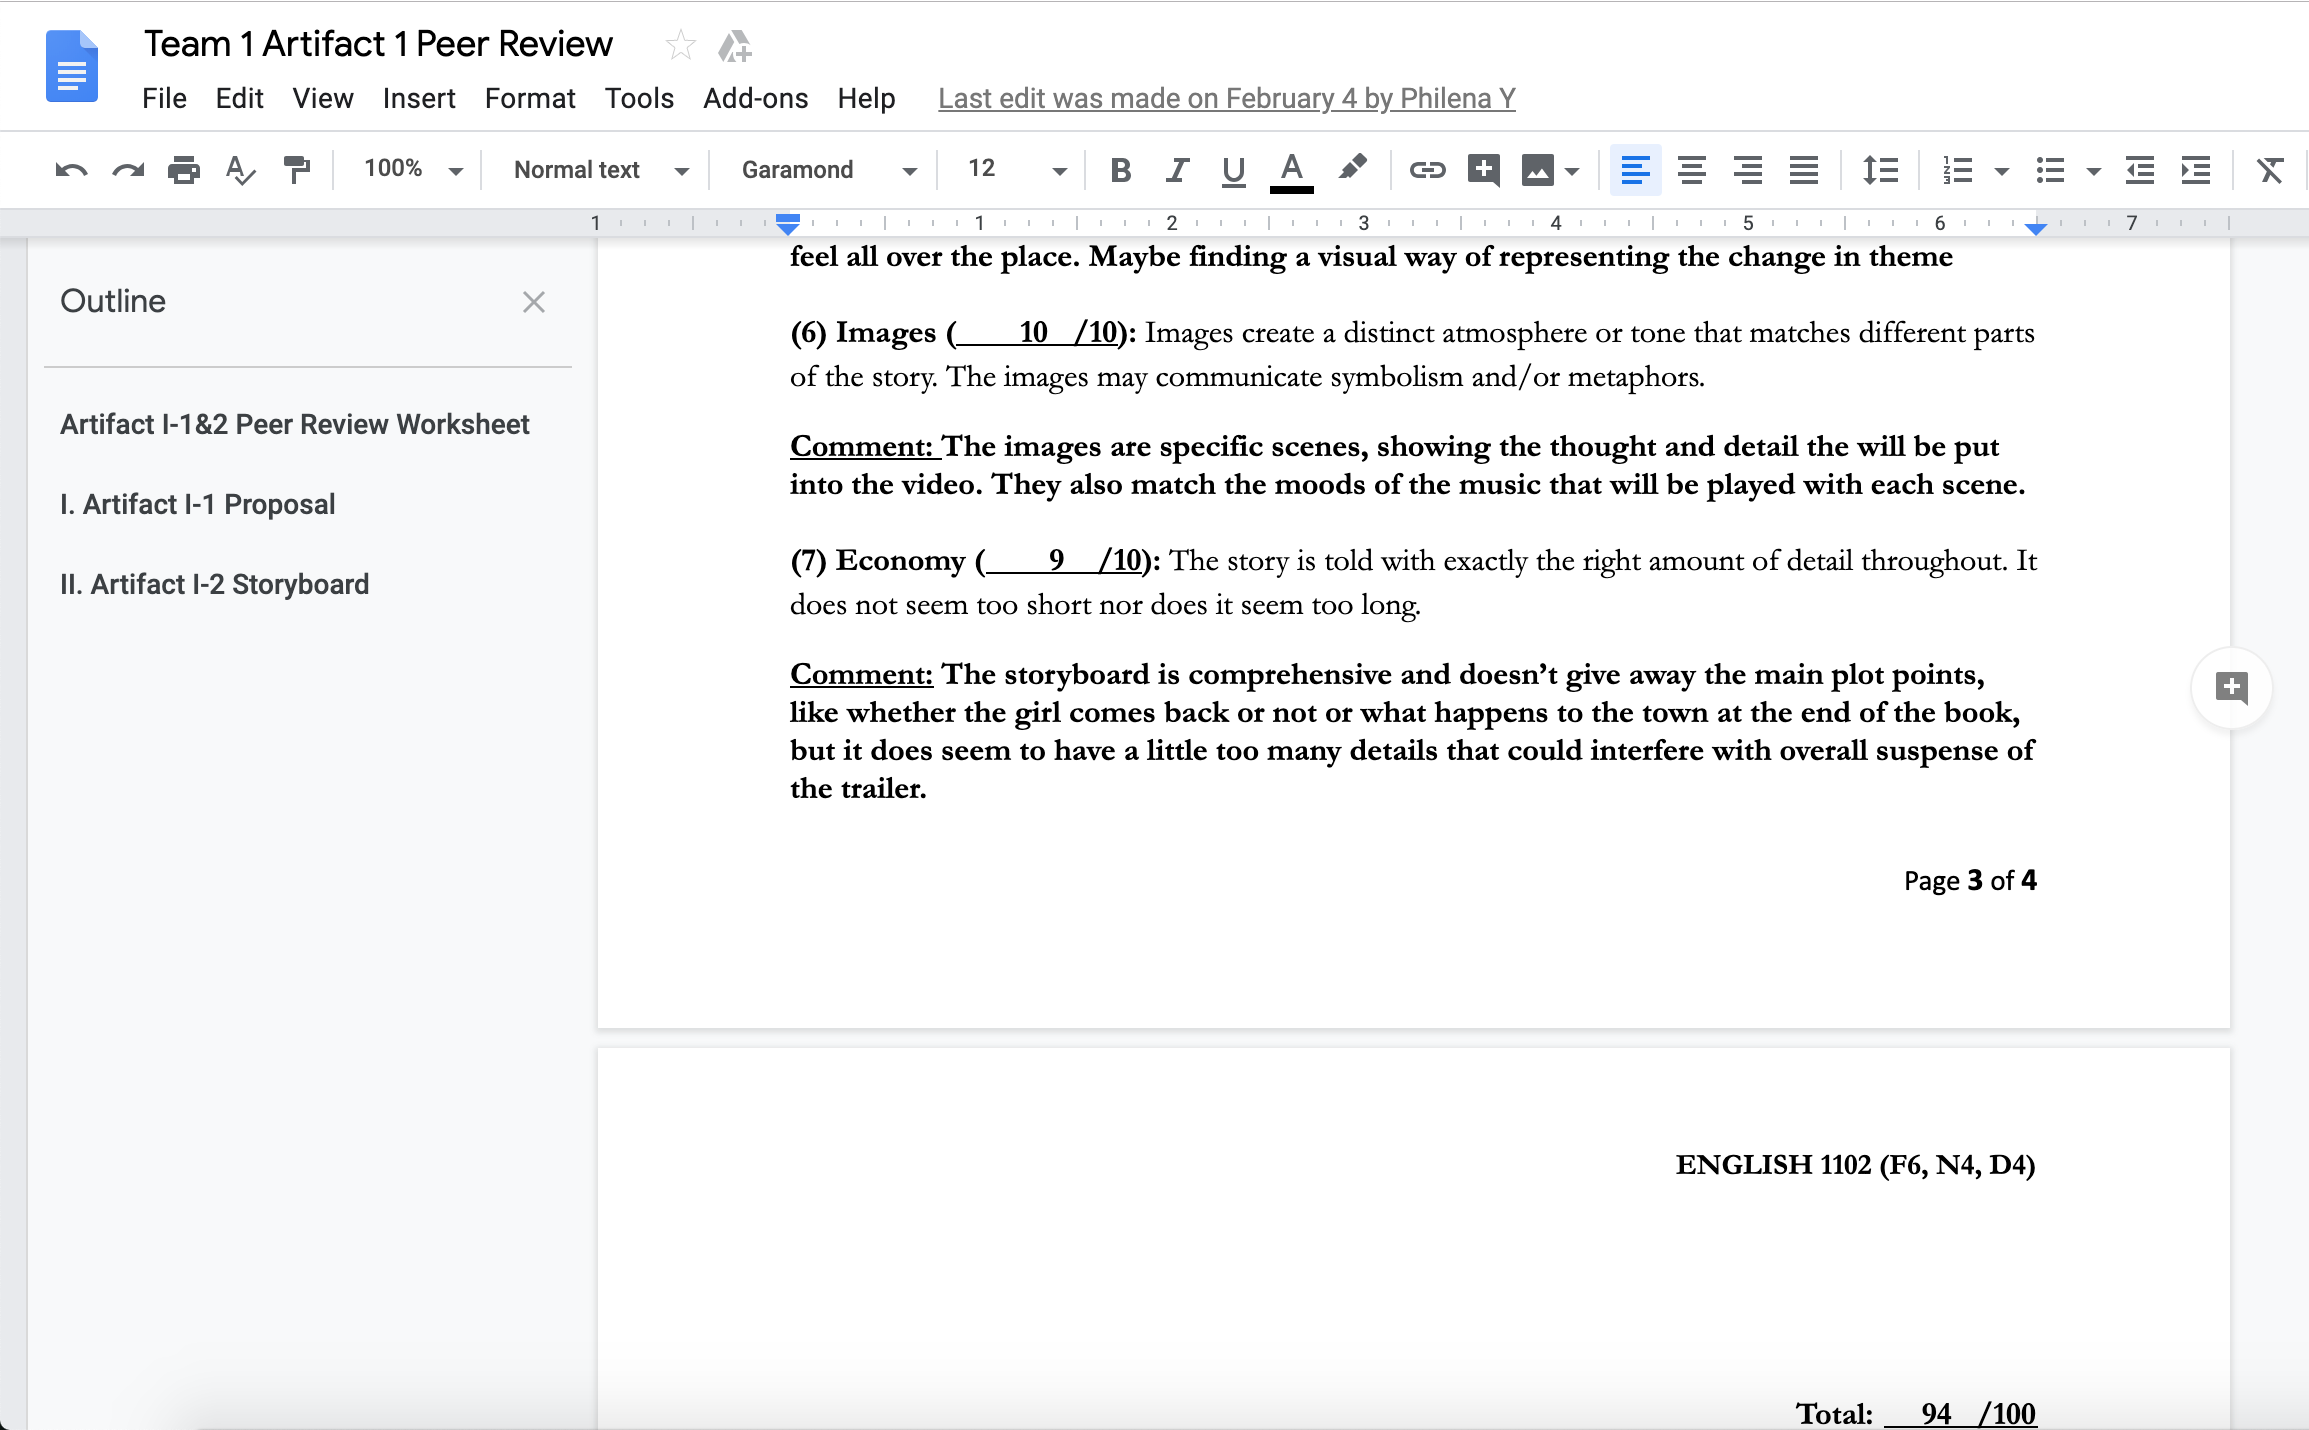 Team 1 Artifact 1 Peer Review
File Edit View Insert Format Tools Add-ons Help Last edit was made on February 4 by Philena Y
100% Normal text Garamond 12 B I U A
1 1 2 3 4 5 6 7
Outline
Artifact I-1&2 Peer Review Worksheet
I. Artifact I-1 Proposal
II. Artifact I-2 Storyboard
feel all over the place. Maybe finding a visual way of representing the change in theme
(6) Images (    10   /10): Images create a distinct atmosphere or tone that matches different parts
of the story. The images may communicate symbolism and/or metaphors.
Comment: The images are specific scenes, showing the thought and detail the will be put
into the video. They also match the moods of the music that will be played with each scene.
(7) Economy (    9   /10): The story is told with exactly the right amount of detail throughout. It
does not seem too short nor does it seem too long.
Comment: The storyboard is comprehensive and doesn’t give away the main plot points,
like whether the girl comes back or not or what happens to the town at the end of the book,
but it does seem to have a little too many details that could interfere with overall suspense of
the trailer.
Page 3 of 4
ENGLISH 1102 (F6, N4, D4)
Total:   94   /100